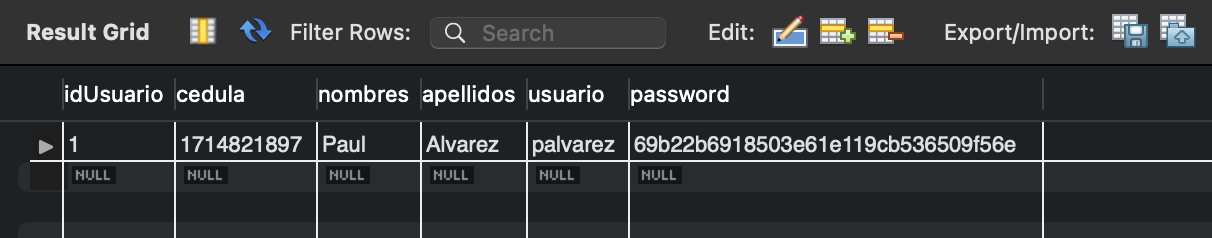 Result Grid Filter Rows: Search Edit: Export/Import:
idUsuario cedula nombres apellidos usuario password
1 1714821897 Paul Alvarez palvarez 69b22b6918503e61e119cb536509f56e
NULL NULL NULL NULL NULL NULL